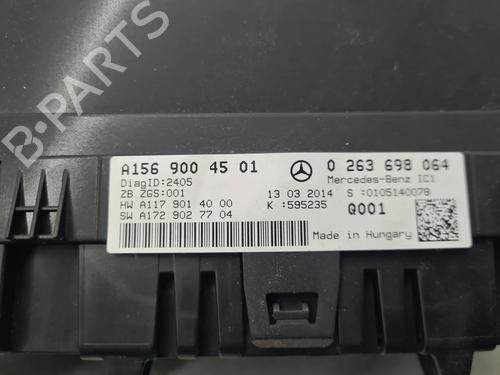 A156 900 45 01
0 263 698 064
DiagID:2405
Mercedes-Benz IC1
ZB ZGS:001
13 03 2014
S :0105140079
HW A117 901 40 00
K :595235
Q001
SW A172 902 77 04
Made in Hungary
B PARTS